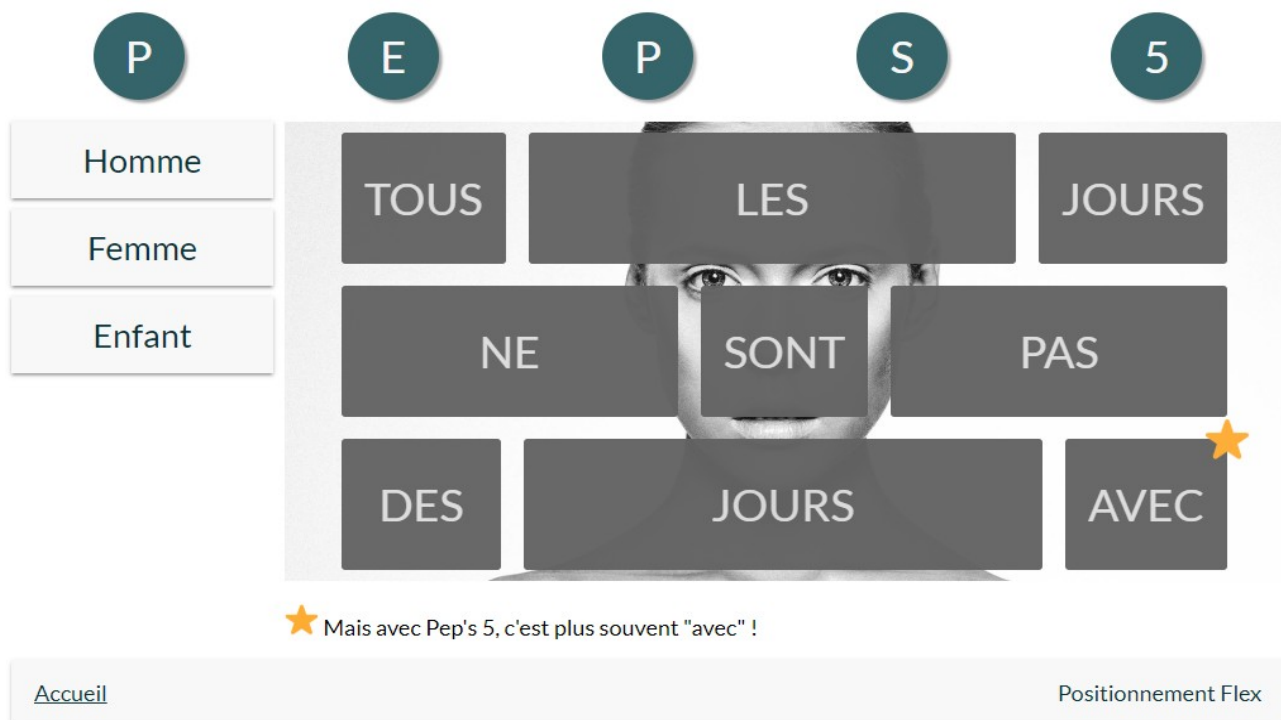 P E P S 5
Homme
Femme
Enfant
TOUS LES JOURS
NE SONT PAS
DES JOURS AVEC
Mais avec Pep's 5, c'est plus souvent "avec" !
Accueil
Positionnement Flex